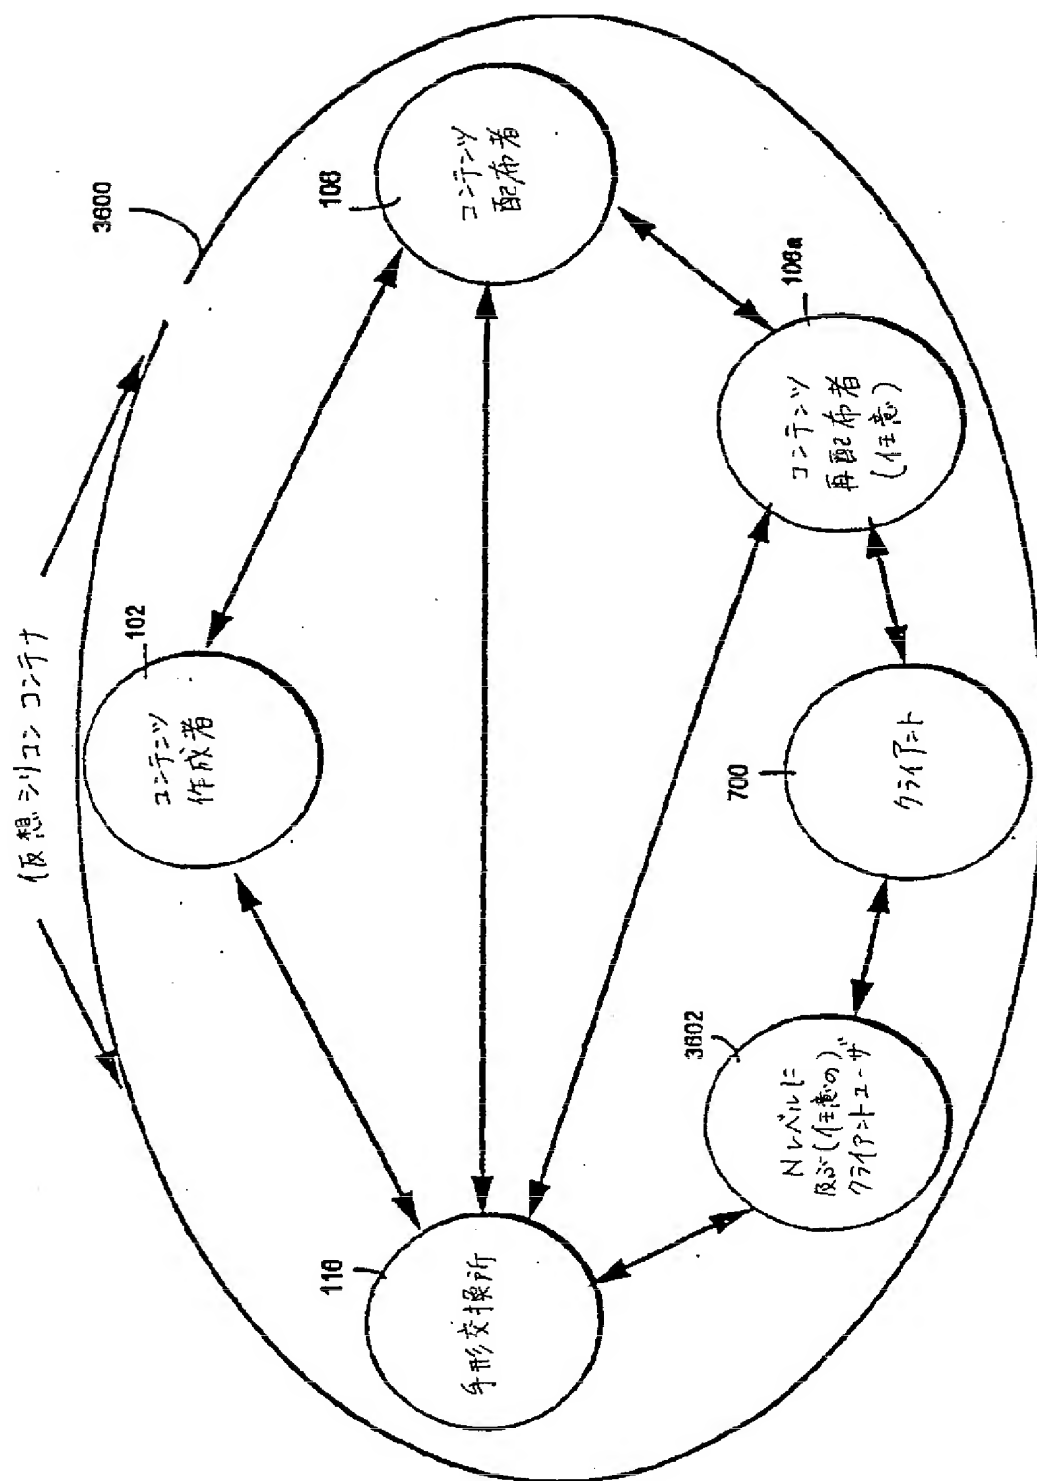 仮想シリコン コンテナ
3600
コンテンツ
作成者
102
コンテンツ
配布者
106
コンテンツ
再配布者
(任意)
106a
クライアント
700
Nレベルに
及ぶ(任意の)
クライアントユーザ
3602
手形交換所
116